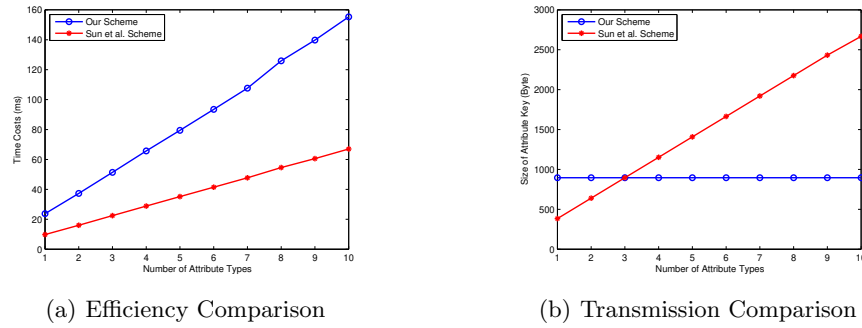 160
140
120
100
80
60
40
20
0
Time Costs (ms)
Our Scheme
Sun et al. Scheme
1 2 3 4 5 6 7 8 9 10
Number of Attribute Types
(a) Efficiency Comparison
3000
2500
2000
1500
1000
500
0
Size of Attribute Key (Byte)
Our Scheme
Sun et al. Scheme
1 2 3 4 5 6 7 8 9 10
Number of Attribute Types
(b) Transmission Comparison